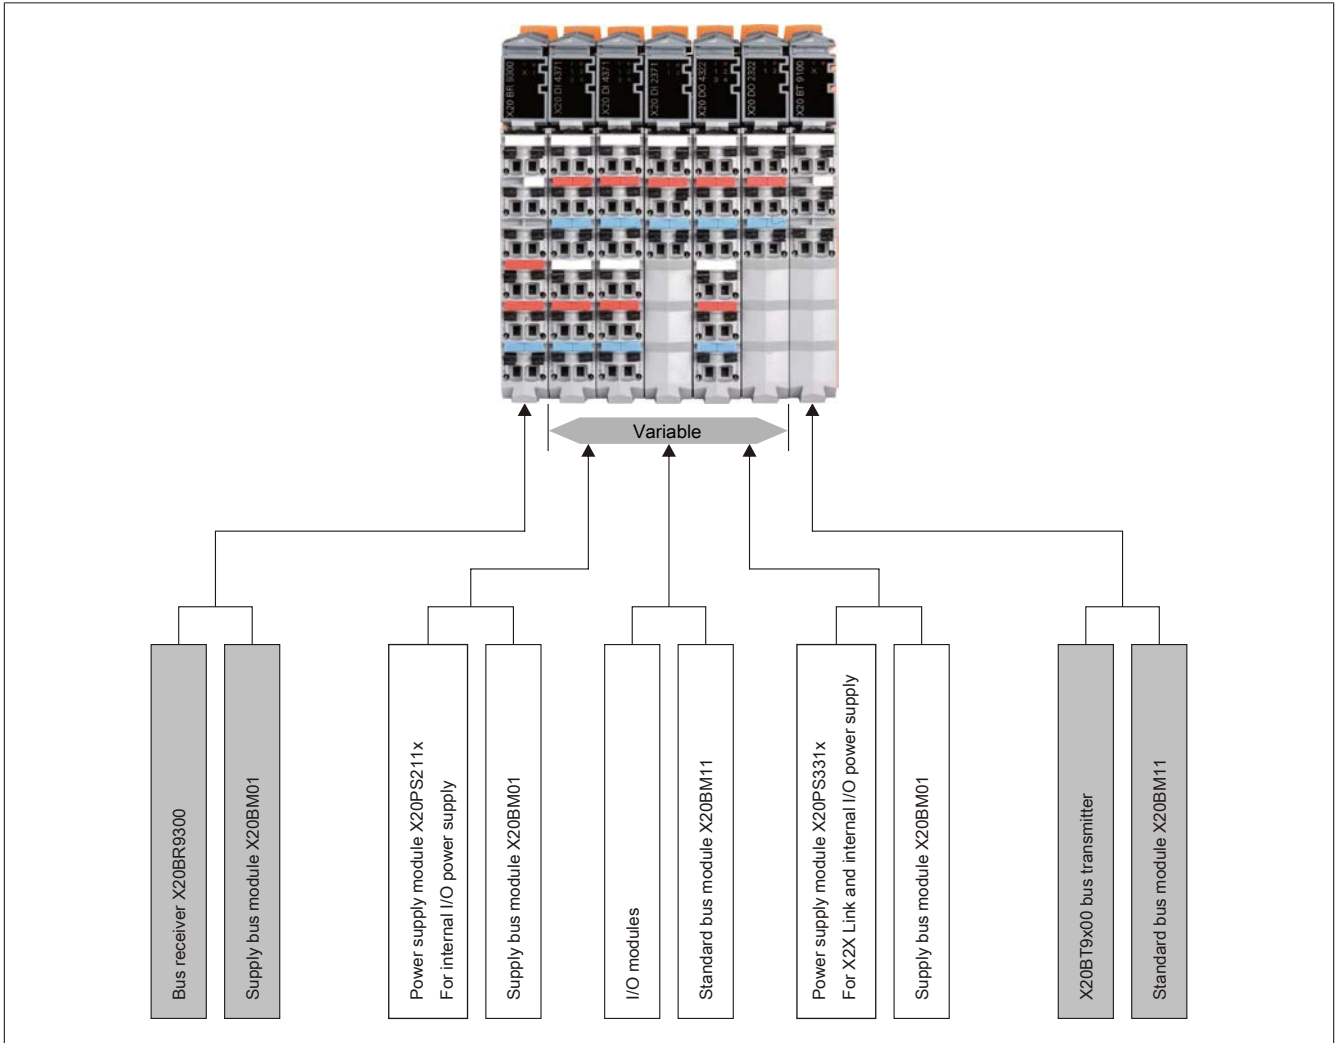 X20 BR 9300
X20 DI 4371
X20 DI 4371
X20 DI 2371
X20 DO 4322
X20 DO 2322
X20 BT 9100
Variable
Bus receiver X20BR9300
Supply bus module X20BM01
Power supply module X20PS211x
For internal I/O power supply
Supply bus module X20BM01
I/O modules
Standard bus module X20BM11
Power supply module X20PS331x
For X2X Link and internal I/O power supply
Supply bus module X20BM01
X20BT9x00 bus transmitter
Standard bus module X20BM11